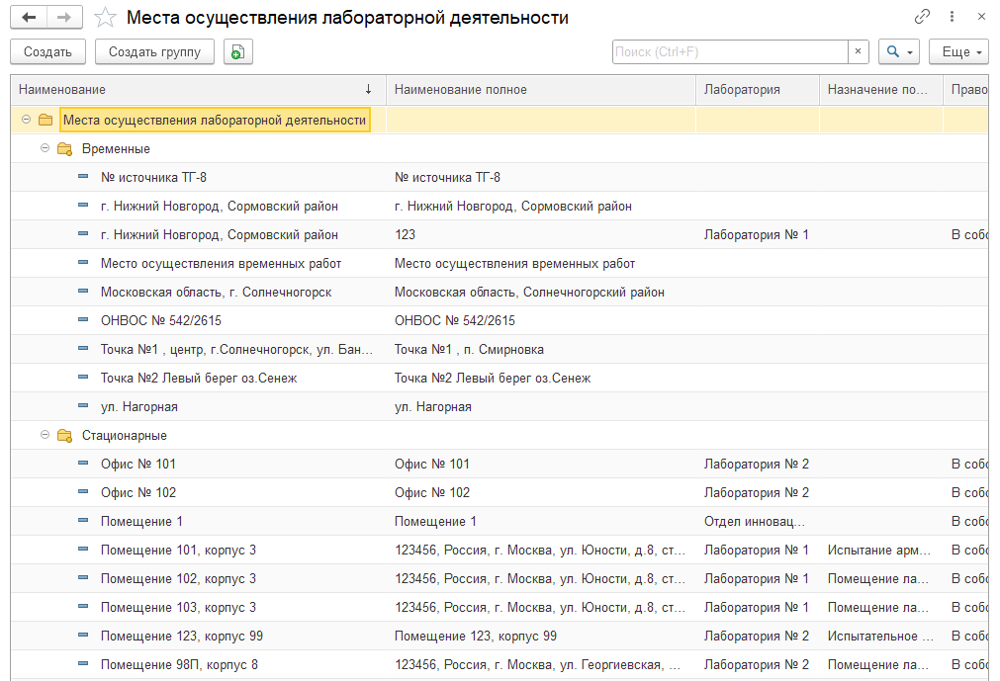 Места осуществления лабораторной деятельности
Создать Создать группу Поиск (Ctrl+F) × Еще
Наименование ↓ Наименование полное Лаборатория Назначение по... Право
Места осуществления лабораторной деятельности
Временные
№ источника ТГ-8 № источника ТГ-8
г. Нижний Новгород, Сормовский район г. Нижний Новгород, Сормовский район
г. Нижний Новгород, Сормовский район 123 Лаборатория № 1 В собс
Место осуществления временных работ Место осуществления временных работ
Московская область, г. Солнечногорск Московская область, Солнечногорский район
ОНВОС № 542/2615 ОНВОС № 542/2615
Точка №1 , центр, г.Солнечногорск, ул. Бан... Точка №1 , п. Смирновка
Точка №2 Левый берег оз.Сенеж Точка №2 Левый берег оз.Сенеж
ул. Нагорная ул. Нагорная
Стационарные
Офис № 101 Офис № 101 Лаборатория № 2 В собс
Офис № 102 Офис № 102 Лаборатория № 2 В собс
Помещение 1 Помещение 1 Отдел инновац... В собс
Помещение 101, корпус 3 123456, Россия, г. Москва, ул. Юности, д.8, ст... Лаборатория № 1 Испытание арм... В собс
Помещение 102, корпус 3 123456, Россия, г. Москва, ул. Юности, д.8, ст... Лаборатория № 1 Помещение ла... В собс
Помещение 103, корпус 3 123456, Россия, г. Москва, ул. Юности, д.8, ст... Лаборатория № 1 Помещение ла... В собс
Помещение 123, корпус 99 Помещение 123, корпус 99 Лаборатория № 2 Испытательное ... В собс
Помещение 98П, корпус 8 123456, Россия, г. Москва, ул. Георгиевская, ... Лаборатория № 2 Помещение ла... В собс